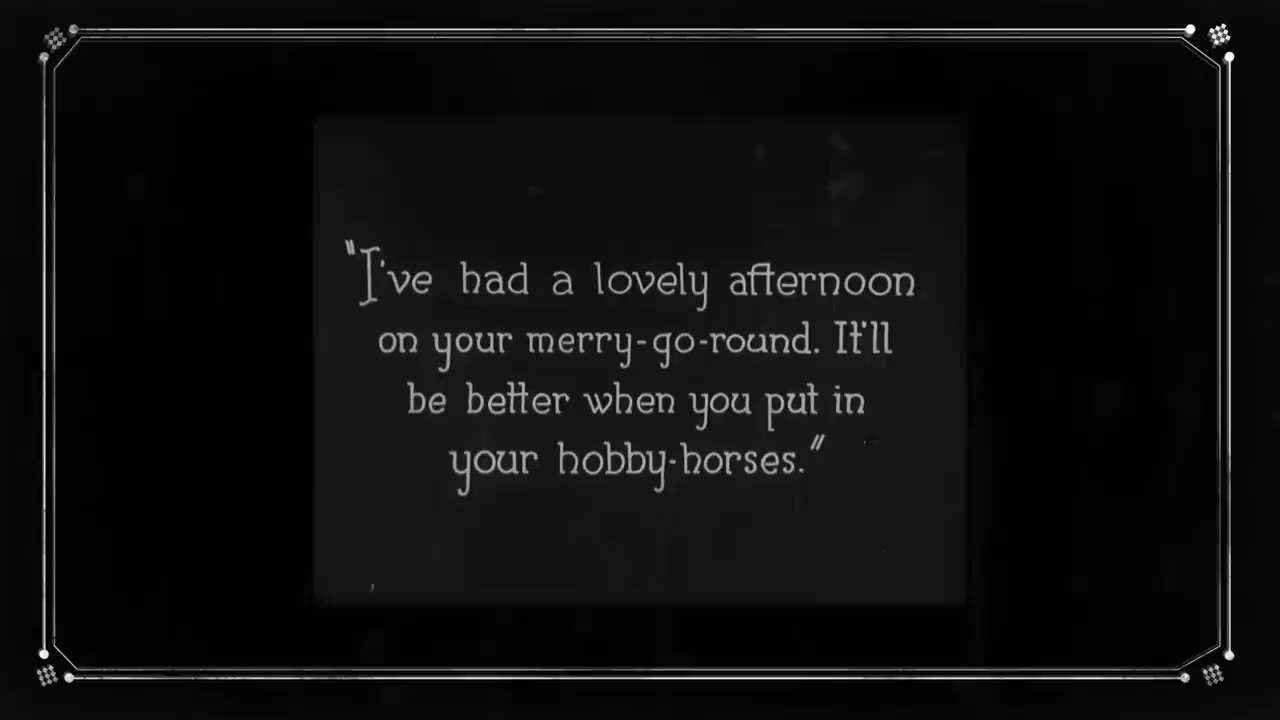 "I've had a lovely afternoon
on your merry-go-round. It'll
be better when you put in
your hobby-horses."